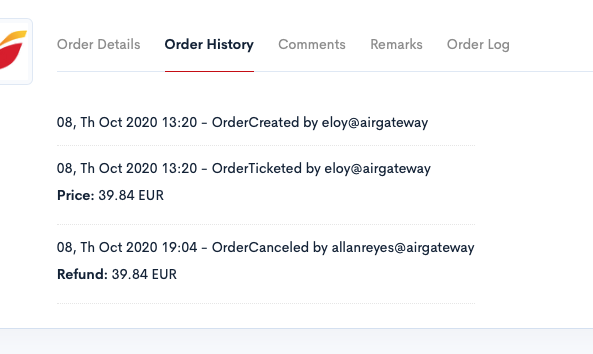 Order Details Order History Comments Remarks Order Log
08, Th Oct 2020 13:20 - OrderCreated by eloy@airgateway
08, Th Oct 2020 13:20 - OrderTicketed by eloy@airgateway
Price: 39.84 EUR
08, Th Oct 2020 19:04 - OrderCanceled by allanreyes@airgateway
Refund: 39.84 EUR